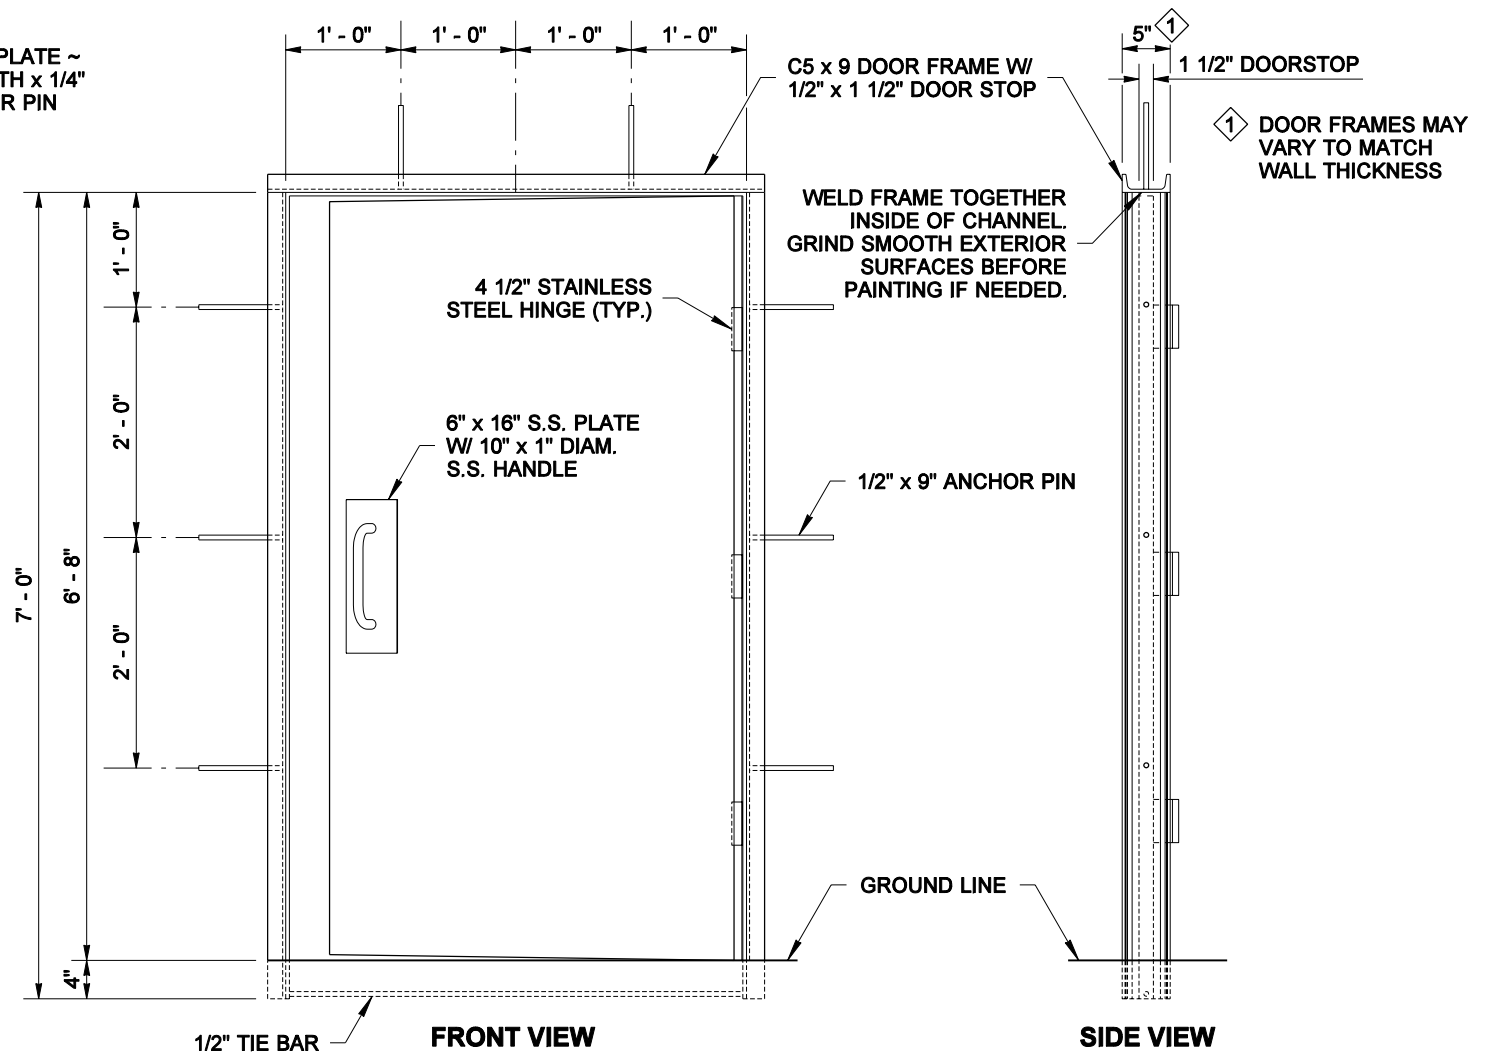 PLATE ~
TH x 1/4"
R PIN
1' - 0"
1' - 0"
1' - 0"
1' - 0"
C5 x 9 DOOR FRAME W/
1/2" x 1 1/2" DOOR STOP
5"
1
1 1/2" DOORSTOP
1 DOOR FRAMES MAY
VARY TO MATCH
WALL THICKNESS
WELD FRAME TOGETHER
INSIDE OF CHANNEL.
GRIND SMOOTH EXTERIOR
SURFACES BEFORE
PAINTING IF NEEDED.
1' - 0"
4 1/2" STAINLESS
STEEL HINGE (TYP.)
2' - 0"
6" x 16" S.S. PLATE
W/ 10" x 1" DIAM.
S.S. HANDLE
1/2" x 9" ANCHOR PIN
7' - 0"
6' - 8"
2' - 0"
GROUND LINE
4"
1/2" TIE BAR
FRONT VIEW
SIDE VIEW